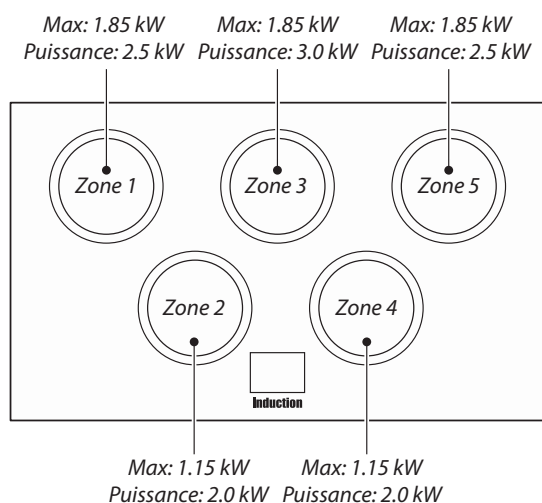 Max: 1.85 kW
Puissance: 2.5 kW
Max: 1.85 kW
Puissance: 3.0 kW
Max: 1.85 kW
Puissance: 2.5 kW
Zone 1
Zone 3
Zone 5
Zone 2
Zone 4
Induction
Max: 1.15 kW
Puissance: 2.0 kW
Max: 1.15 kW
Puissance: 2.0 kW